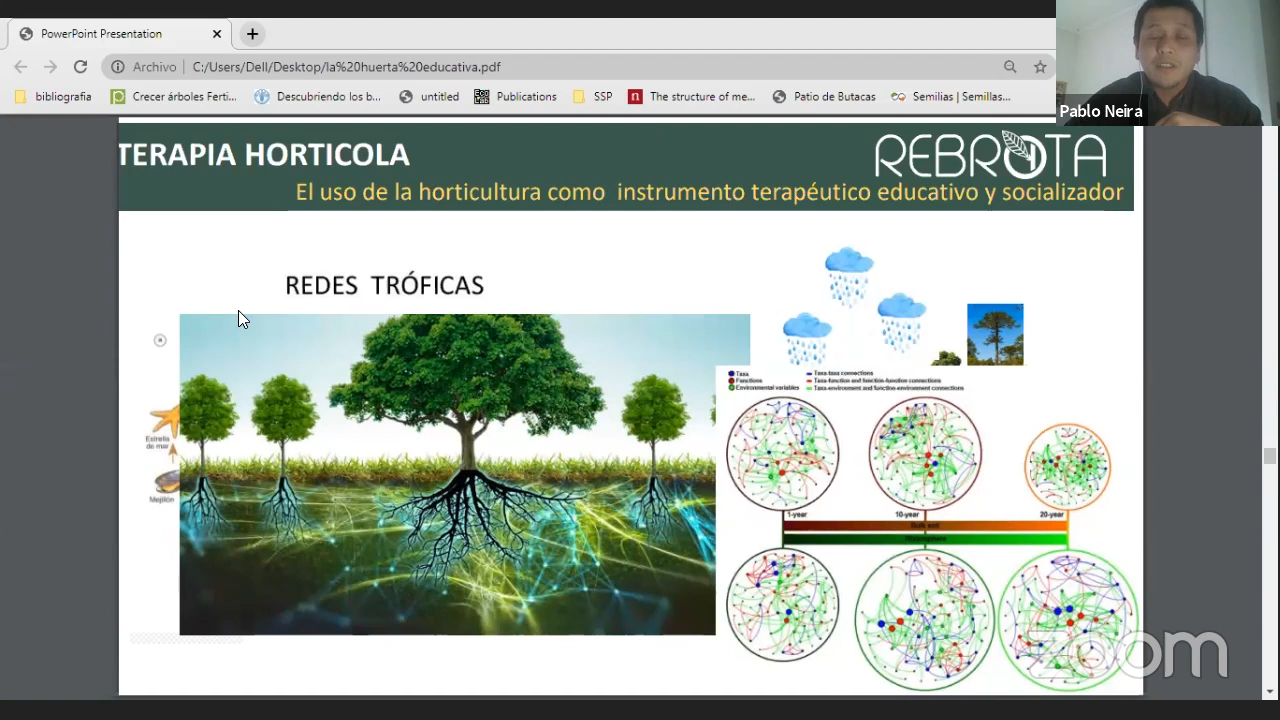 PowerPoint Presentation
Archivo
C:/Users/Dell/Desktop/la%20huerta%20educativa.pdf
bibliografia
Crecer árboles Ferti...
Descubriendo los b...
untitled
Publications
SSP
The structure of me...
Patio de Butacas
Semilias | Semillas...
Pablo Neira
TERAPIA HORTICOLA
REBROTA
El uso de la horticultura como instrumento terapéutico educativo y socializador
REDES TRÓFICAS
Taxa
Functions
Environmental variables
Taxa-taxa connections
Taxa-function and function-function connections
Taxa-environment and function-environment connections
Estrella
de mar
Mejillón
1-year
10-year
20-year
Bulk soil
Rhizosphere
zoom